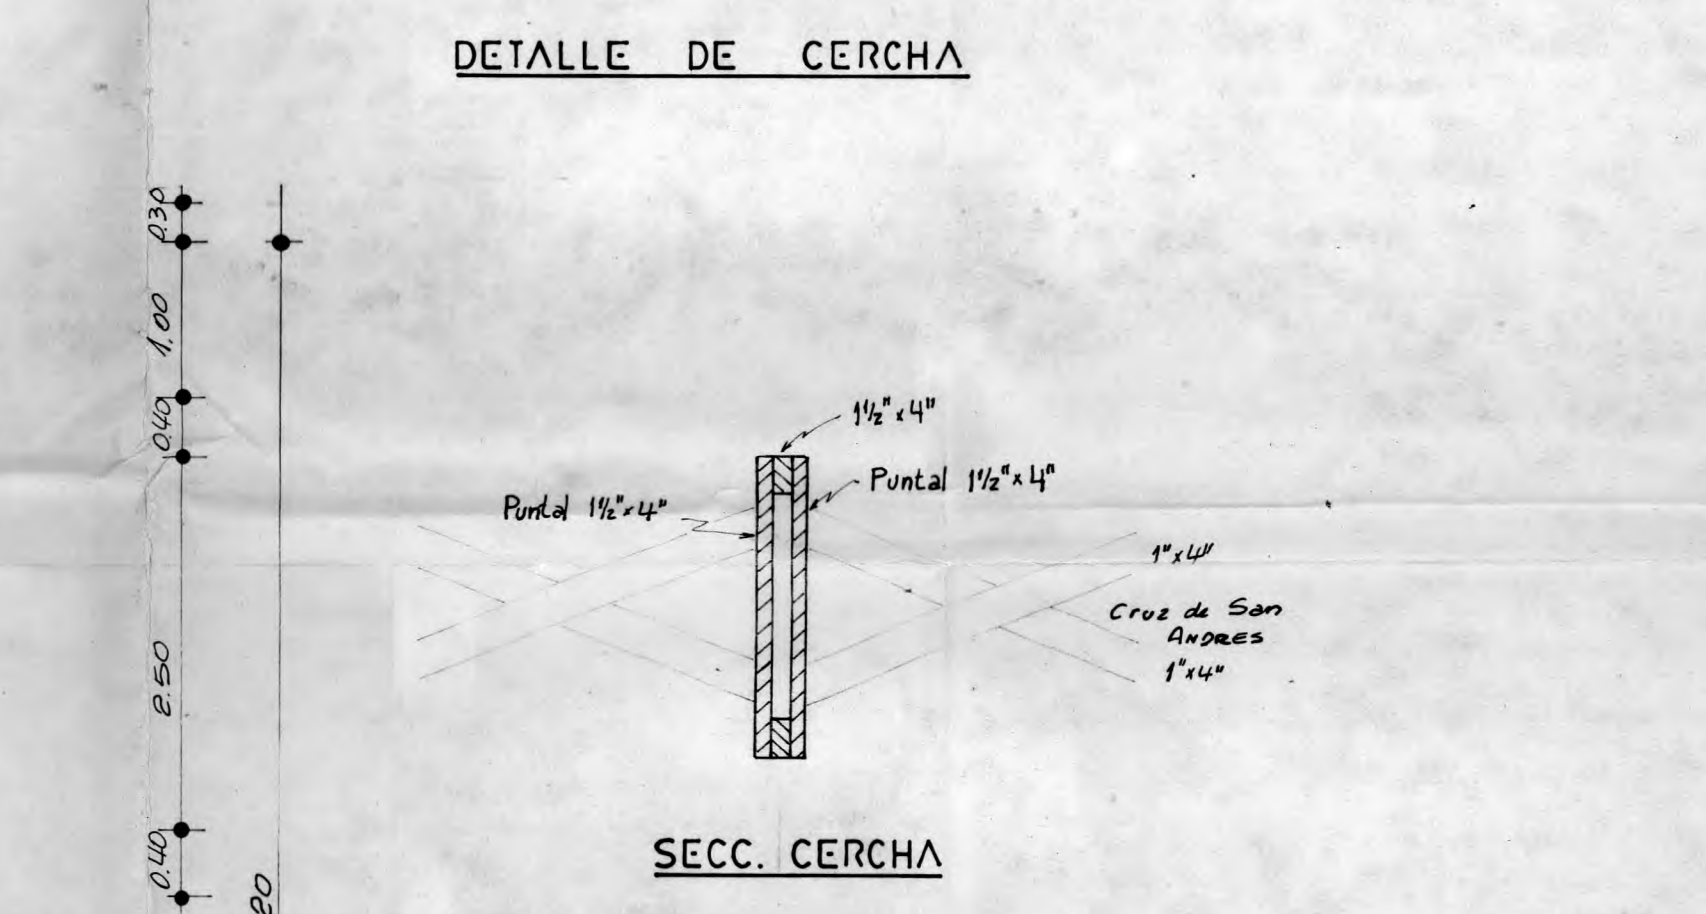 DETALLE DE CERCHA
0.30
1.00
0.40
1½" x 4"
Puntal 1½" x 4"
Puntal 1½" x 4"
1" x 4"
Cruz de San
ANDRES
1" x 4"
2.50
0.40
SECC. CERCHA
20